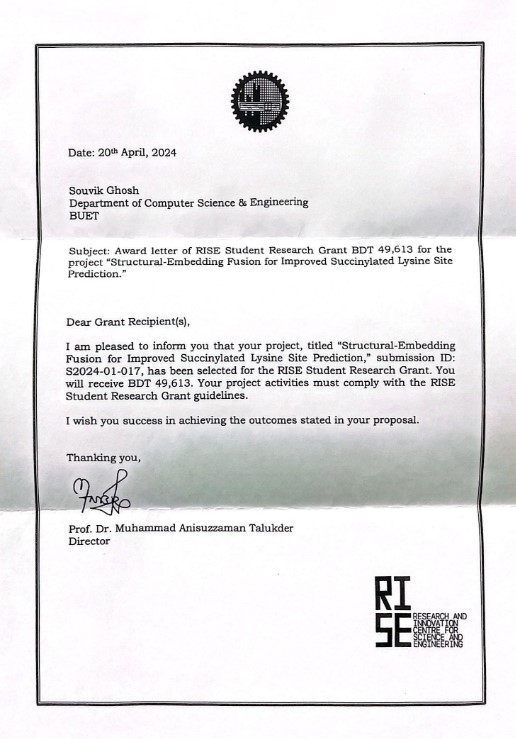 Date: 20th April, 2024
Souvik Ghosh
Department of Computer Science & Engineering
BUET
Subject: Award letter of RISE Student Research Grant BDT 49,613 for the
project “Structural-Embedding Fusion for Improved Succinylated Lysine Site
Prediction.”
Dear Grant Recipient(s),
I am pleased to inform you that your project, titled “Structural-Embedding
Fusion for Improved Succinylated Lysine Site Prediction,” submission ID:
S2024-01-017, has been selected for the RISE Student Research Grant. You
will receive BDT 49,613. Your project activities must comply with the RISE
Student Research Grant guidelines.
I wish you success in achieving the outcomes stated in your proposal.
Thanking you,
Prof. Dr. Muhammad Anisuzzaman Talukder
Director
RI
SE
RESEARCH AND
INNOVATION
CENTRE FOR
SCIENCE AND
ENGINEERING